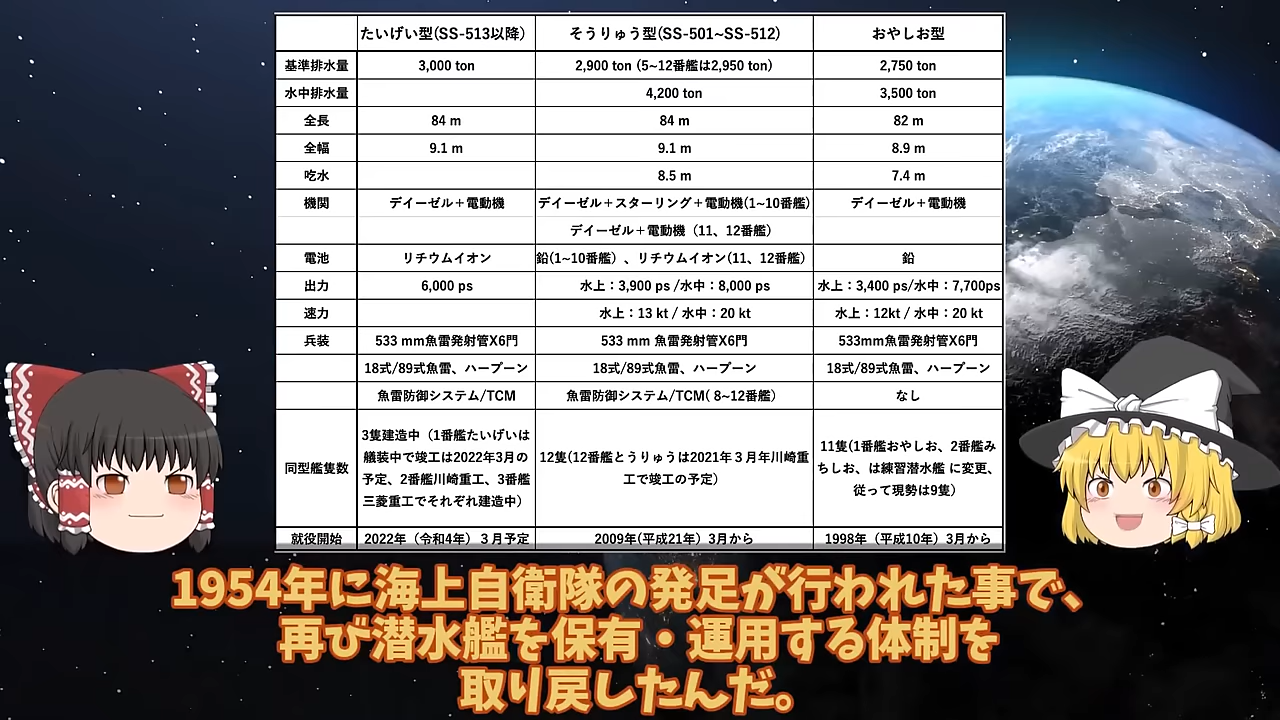 たいげい型(SS-513以降) そうりゅう型(SS-501~SS-512) おやしお型
基準排水量 3,000 ton 2,900 ton (5~12番艦は2,950 ton) 2,750 ton
水中排水量 4,200 ton 3,500 ton
全長 84 m 84 m 82 m
全幅 9.1 m 9.1 m 8.9 m
吃水 8.5 m 7.4 m
機関 デイーゼル＋電動機 デイーゼル＋スターリング＋電動機(1~10番艦) デイーゼル＋電動機
デイーゼル＋電動機（11、12番艦）
電池 リチウムイオン 鉛(1~10番艦）、リチウムイオン(11、12番艦） 鉛
出力 6,000 ps 水上：3,900 ps /水中：8,000 ps 水上：3,400 ps/水中：7,700ps
速力 水上：13 kt / 水中：20 kt 水上：12kt / 水中：20 kt
兵装 533 mm魚雷発射管X6門 533 mm 魚雷発射管X6門 533mm魚雷発射管X6門
18式/89式魚雷、ハープーン 18式/89式魚雷、ハープーン 18式/89式魚雷、ハープーン
魚雷防御システム/TCM 魚雷防御システム/TCM( 8~12番艦） なし
同型艦隻数
3隻建造中（1番艦たいげいは
艤装中で竣工は2022年3月の
予定、2番艦川崎重工、3番艦
三菱重工でそれぞれ建造中）
12隻(12番艦とうりゅうは2021年３月年川崎重
工で竣工の予定）
11隻(1番艦おやしお、2番艦み
ちしお、は練習潜水艦 に変更、
従って現勢は9隻）
就役開始 2022年（令和4年）３月予定 2009年(平成21年）3月から 1998年（平成10年）3月から
1954年に海上自衛隊の発足が行われた事で、
再び潜水艦を保有・運用する体制を
取り戻したんだ。